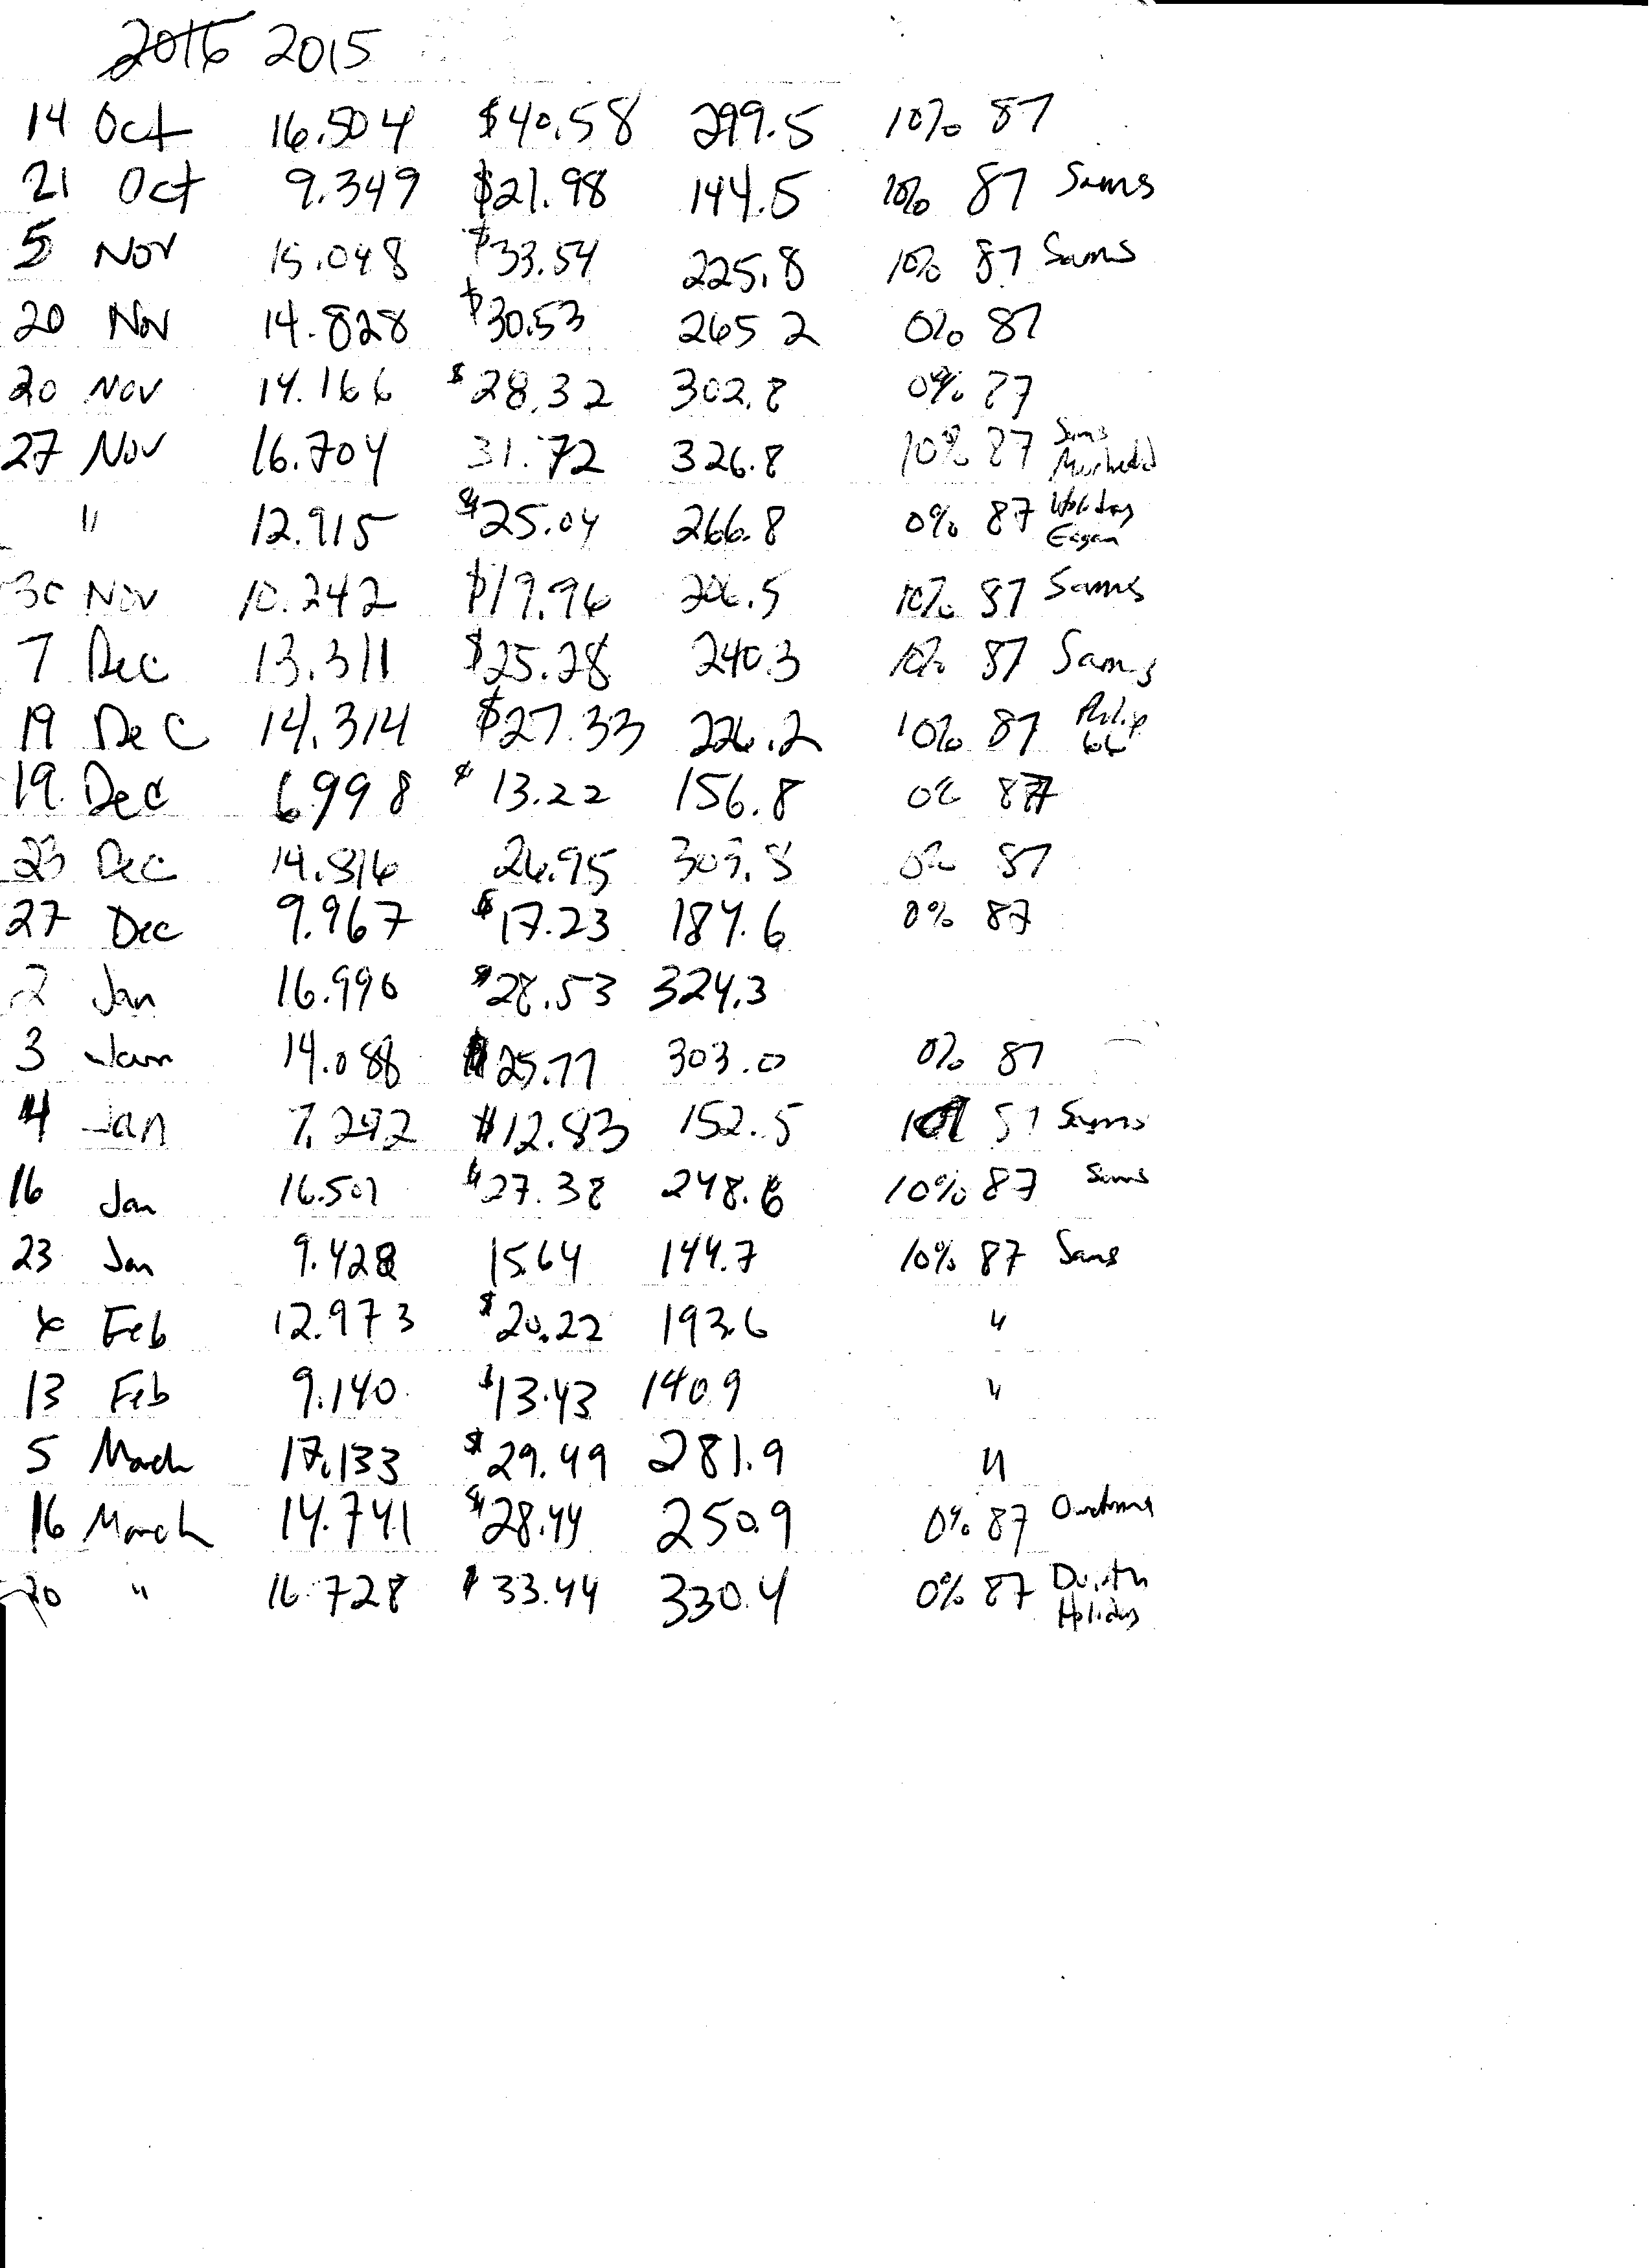 2016 2015
14 Oct 16.504 $40.58 299.5 10% 87
21 Oct 9.349 $21.98 144.5 10% 87 Sams
5 Nov 15.048 $33.54 225.8 10% 87 Sams
20 Nov 14.828 $30.53 265 2 0% 87
20 Nov 14.166 $28.32 302.8 0% 87
27 Nov 16.704 31.72 326.8 10% 87 Sams
" 12.915 $25.04 266.8 0% 87 Holiday Eagan
30 Nov 10.242 $19.96 206.5 10% 87 Sams
7 Dec 13.311 $25.28 240.3 10% 87 Sams
19 Dec 14.314 $27.33 226.2 10% 87 Philip 66
19 Dec 6.998 $13.22 156.8 0% 87
23 Dec 14.816 26.95 309.8 0% 87
27 Dec 9.967 $17.23 184.6 0% 87
2 Jan 16.990 $28.53 324.3
3 Jan 14.088 $25.77 303.0 0% 87
4 Jan 7.292 $12.83 152.5 10% 87 Sams
16 Jan 16.507 $27.38 248.6 10% 87 Sams
23 Jan 9.428 15.64 144.7 10% 87 Sams
Feb 12.973 $20.22 193.6 "
13 Feb 9.140 $13.43 140.9 "
5 March 17.133 $29.49 281.9 "
16 March 14.741 $28.44 250.9 0% 87 Owatonna
20 " 16.728 $33.44 330.4 0% 87 Duluth Holiday